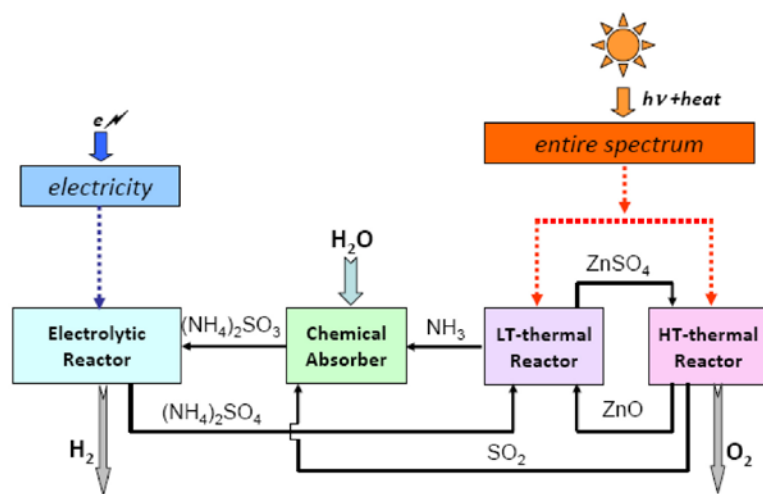 hν+heat
e
entire spectrum
electricity
H₂O
ZnSO₄
Electrolytic
Reactor
(NH₄)₂SO₃
Chemical
Absorber
NH₃
LT-thermal
Reactor
HT-thermal
Reactor
(NH₄)₂SO₄
ZnO
H₂
SO₂
O₂